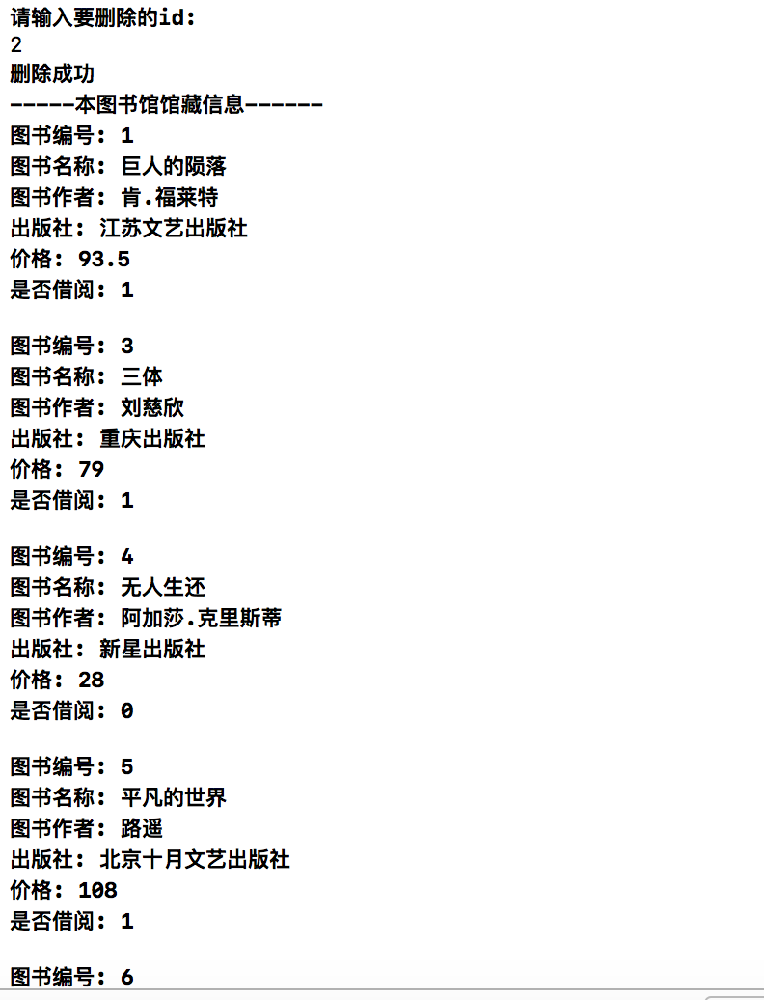 请输入要删除的id:
2
删除成功
-----本图书馆馆藏信息------
图书编号: 1
图书名称: 巨人的陨落
图书作者: 肯.福莱特
出版社: 江苏文艺出版社
价格: 93.5
是否借阅: 1
图书编号: 3
图书名称: 三体
图书作者: 刘慈欣
出版社: 重庆出版社
价格: 79
是否借阅: 1
图书编号: 4
图书名称: 无人生还
图书作者: 阿加莎.克里斯蒂
出版社: 新星出版社
价格: 28
是否借阅: 0
图书编号: 5
图书名称: 平凡的世界
图书作者: 路遥
出版社: 北京十月文艺出版社
价格: 108
是否借阅: 1
图书编号: 6